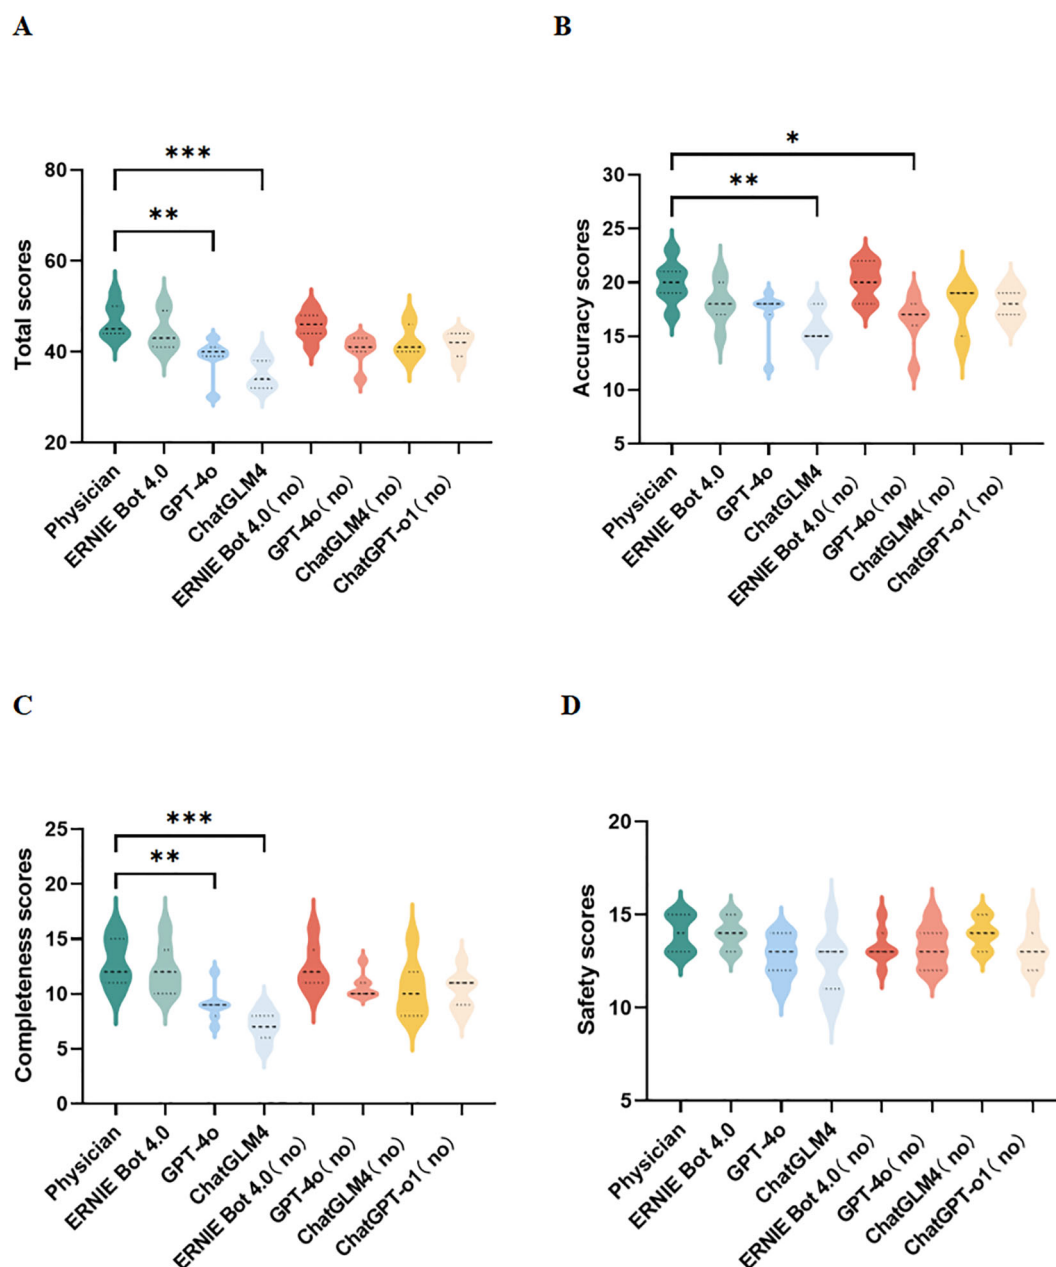 A
Total scores
80
60
40
20
***
**
Physician
ERNIE Bot 4.0
GPT-4o
ChatGLM4
ERNIE Bot 4.0（no）
GPT-4o（no）
ChatGLM4（no）
ChatGPT-o1（no）
B
Accuracy scores
30
25
20
15
10
5
*
**
Physician
ERNIE Bot 4.0
GPT-4o
ChatGLM4
ERNIE Bot 4.0（no）
GPT-4o（no）
ChatGLM4（no）
ChatGPT-o1（no）
C
Completeness scores
25
20
15
10
5
0
***
**
Physician
ERNIE Bot 4.0
GPT-4o
ChatGLM4
ERNIE Bot 4.0（no）
GPT-4o（no）
ChatGLM4（no）
ChatGPT-o1（no）
D
Safety scores
20
15
10
5
Physician
ERNIE Bot 4.0
GPT-4o
ChatGLM4
ERNIE Bot 4.0（no）
GPT-4o（no）
ChatGLM4（no）
ChatGPT-o1（no）